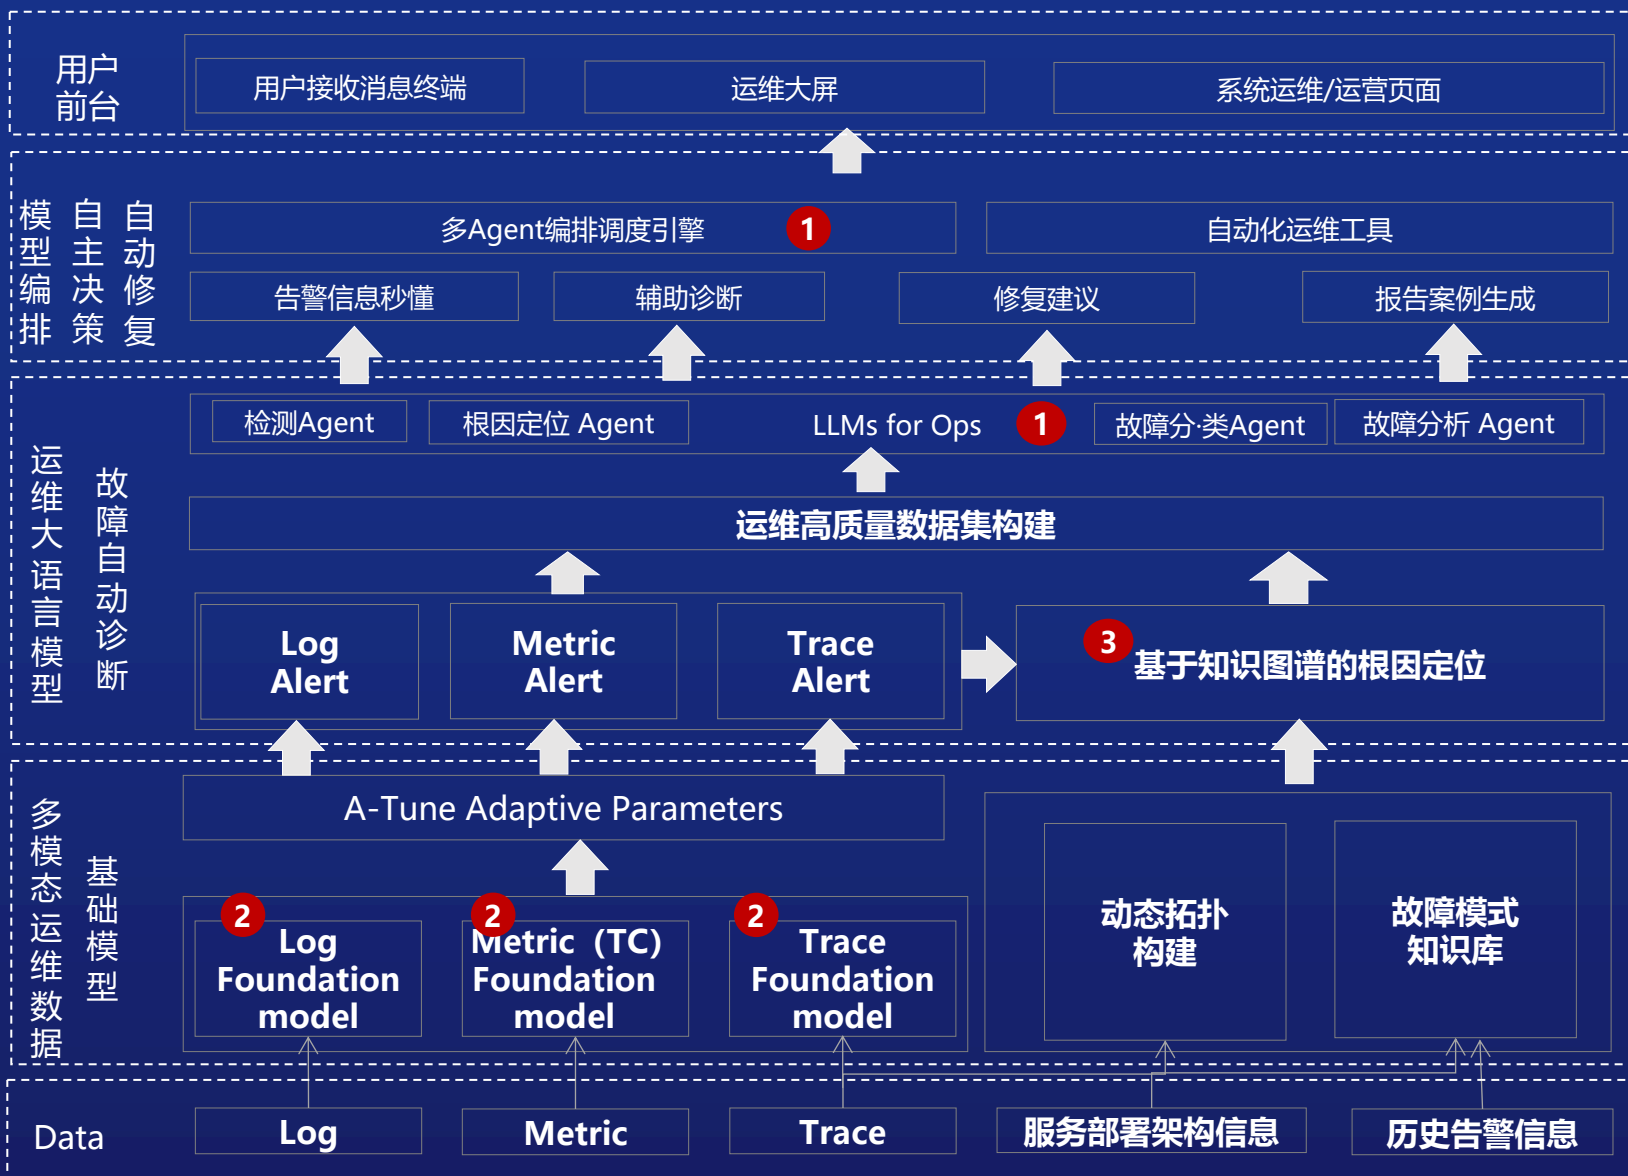 用户
前台
用户接收消息终端
运维大屏
系统运维/运营页面
模型编排
自主决策
自动修复
多Agent编排调度引擎
1
自动化运维工具
告警信息秒懂
辅助诊断
修复建议
报告案例生成
运维大语言模型
故障自动诊断
检测Agent
根因定位 Agent
LLMs for Ops
1
故障分·类Agent
故障分析 Agent
运维高质量数据集构建
Log
Alert
Metric
Alert
Trace
Alert
3
基于知识图谱的根因定位
多模态运维数据
基础模型
A-Tune Adaptive Parameters
2
Log
Foundation
model
2
Metric（TC）
Foundation
model
2
Trace
Foundation
model
动态拓扑
构建
故障模式
知识库
Data
Log
Metric
Trace
服务部署架构信息
历史告警信息